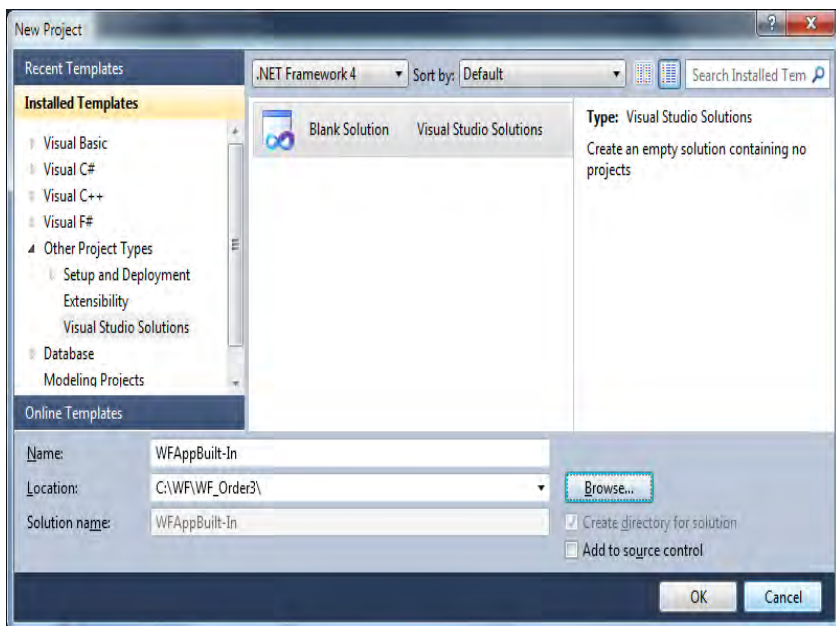 New Project
Recent Templates
Installed Templates
Visual Basic
Visual C#
Visual C++
Visual F#
Other Project Types
Setup and Deployment
Extensibility
Visual Studio Solutions
Database
Modeling Projects
Online Templates
.NET Framework 4 Sort by: Default Search Installed Tem
Blank Solution Visual Studio Solutions
Type: Visual Studio Solutions
Create an empty solution containing no
projects
Name: WFAppBuilt-In
Location: C:\WF\WF_Order3\ Browse...
Solution name: WFAppBuilt-In Create directory for solution
Add to source control
OK Cancel